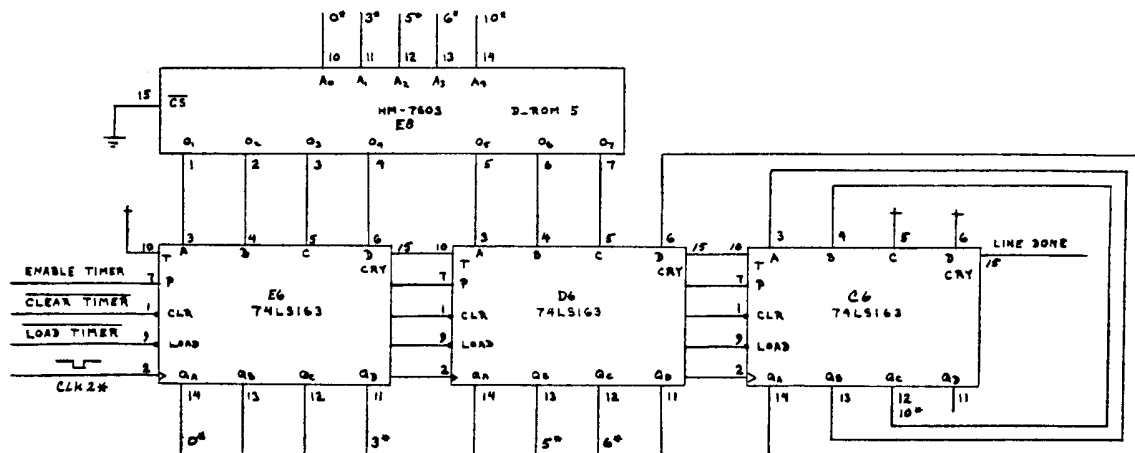 0* 3* 5* 6* 10*
10 11 12 13 14
A0 A1 A2 A3 A4
15 CS HM-7603 D-ROM 5
E8
O1 O2 O3 O4 O5 O6 O7
1 2 3 4 5 6 7
3 4 5 6 3 4 5 6 3 4 5 6
10 A B C D 15 10 A B C D 15 10 A B C D LINE DONE
T CRY T CRY T CRY 15
ENABLE TIMER 7 P E6 7 P D6 7 P C6
CLEAR TIMER 1 CLR 74LS163 1 CLR 74LS163 1 CLR 74LS163
LOAD TIMER 9 LOAD 9 LOAD 9 LOAD
2 2 2
CLK2* QA QB QC QD QA QB QC QD QA QB QC QD
14 13 12 11 14 13 12 11 14 13 12 11
10*
0* 3* 5* 6*